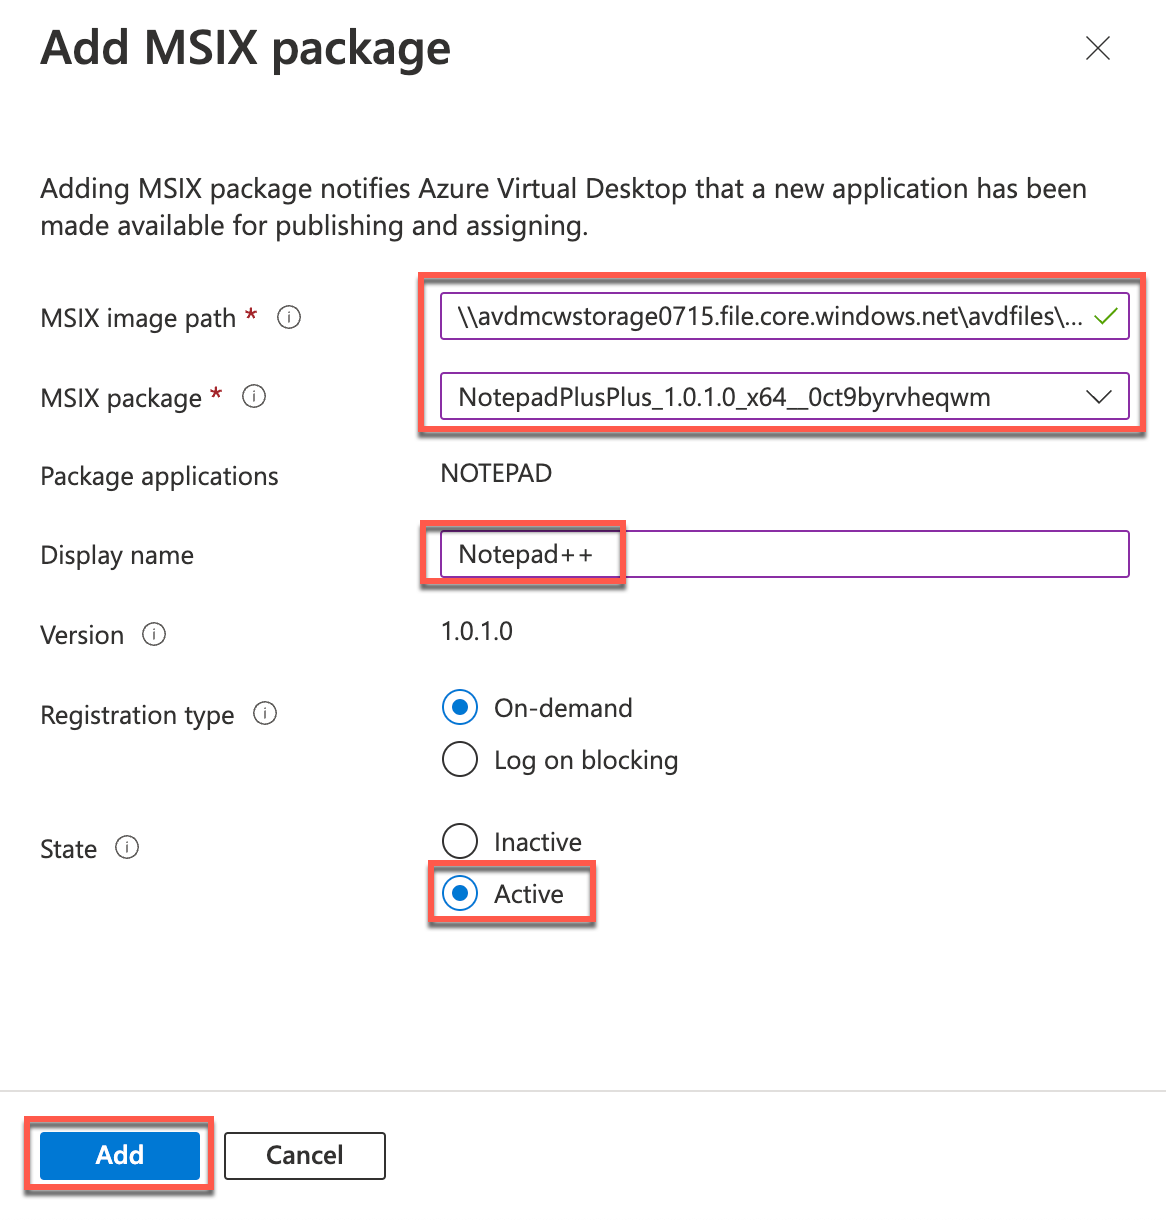 Add MSIX package
Adding MSIX package notifies Azure Virtual Desktop that a new application has been
made available for publishing and assigning.
MSIX image path *
\\avdmcwstorage0715.file.core.windows.net\avdfiles\...
MSIX package *
NotepadPlusPlus_1.0.1.0_x64__0ct9byrvheqwm
Package applications
NOTEPAD
Display name
Notepad++
Version
1.0.1.0
Registration type
On-demand
Log on blocking
State
Inactive
Active
Add
Cancel